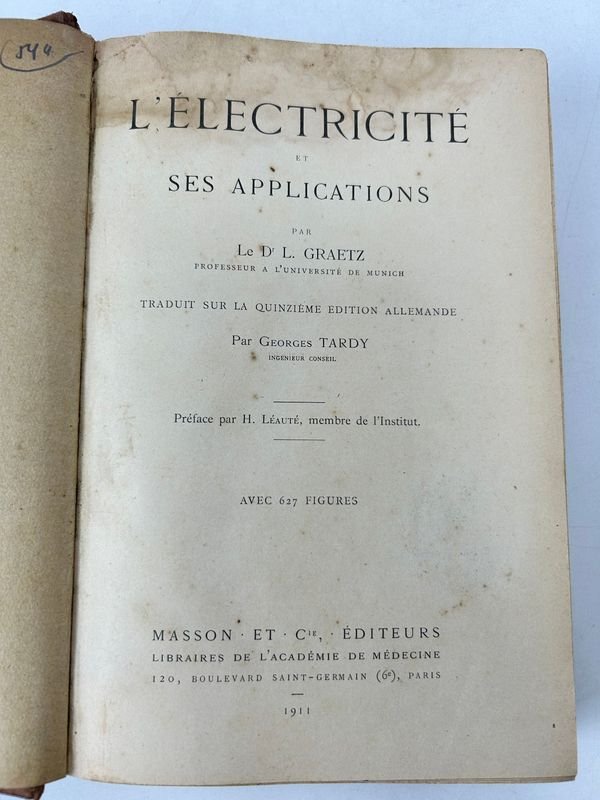 544
L'ÉLECTRICITÉ
ET
SES APPLICATIONS
PAR
Le Dr L. GRAETZ
PROFESSEUR A L'UNIVERSITÉ DE MUNICH
TRADUIT SUR LA QUINZIÉME EDITION ALLEMANDE
Par GEORGES TARDY
INGENIEUR CONSEIL
Préface par H. LÉAUTÉ, membre de l'Institut.
AVEC 627 FIGURES
MASSON · ET · CIE, · ÉDITEURS
LIBRAIRES DE L'ACADÉMIE DE MÉDECINE
120, BOULEVARD SAINT-GERMAIN (6e), PARIS
1911